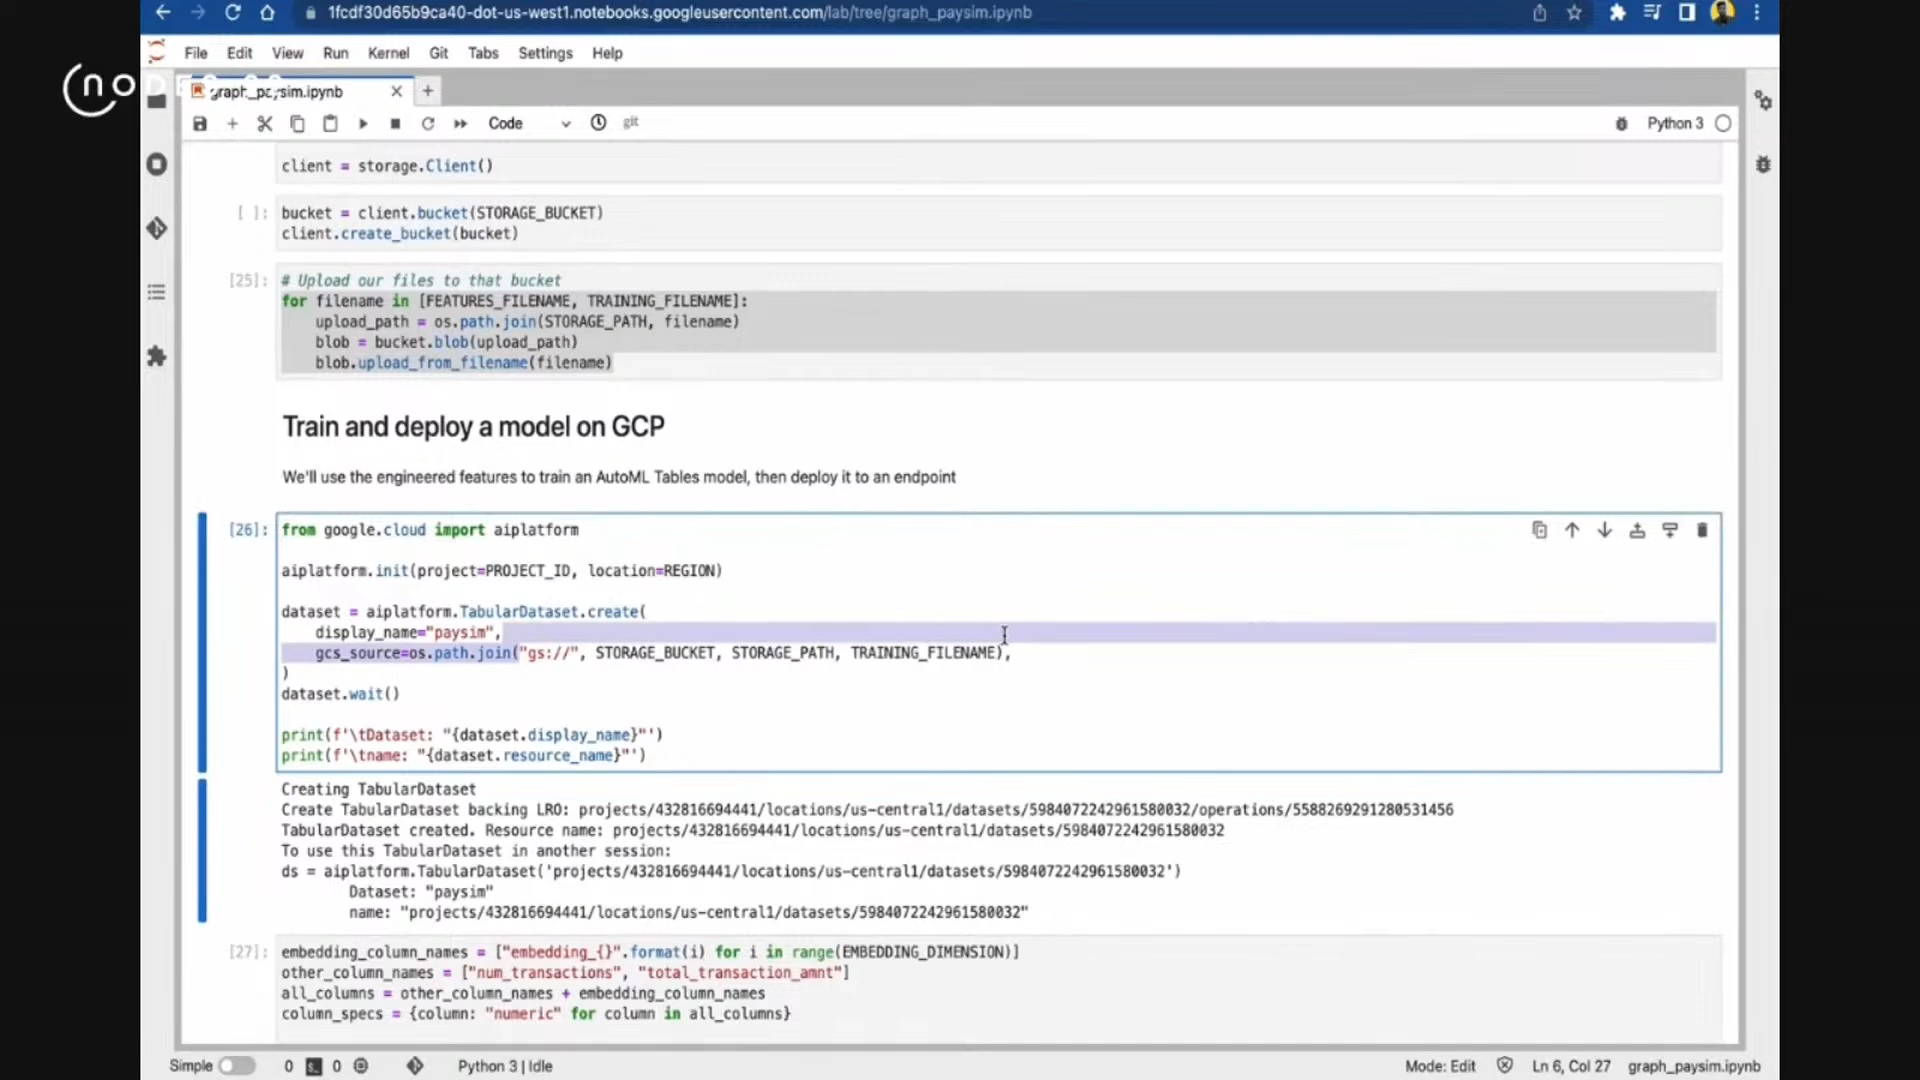 1fcdf30d65b9ca40-dot-us-west1.notebooks.googleusercontent.com/lab/tree/graph_paysim.ipynb
File Edit View Run Kernel Git Tabs Settings Help
graph_paysim.ipynb
Code git Python 3
client = storage.Client()
[ ]: bucket = client.bucket(STORAGE_BUCKET)
client.create_bucket(bucket)
[25]: # Upload our files to that bucket
for filename in [FEATURES_FILENAME, TRAINING_FILENAME]:
upload_path = os.path.join(STORAGE_PATH, filename)
blob = bucket.blob(upload_path)
blob.upload_from_filename(filename)
Train and deploy a model on GCP
We'll use the engineered features to train an AutoML Tables model, then deploy it to an endpoint
[26]: from google.cloud import aiplatform
aiplatform.init(project=PROJECT_ID, location=REGION)
dataset = aiplatform.TabularDataset.create(
display_name="paysim",
gcs_source=os.path.join("gs://", STORAGE_BUCKET, STORAGE_PATH, TRAINING_FILENAME),
)
dataset.wait()
print(f'\tDataset: "{dataset.display_name}"')
print(f'\tname: "{dataset.resource_name}"')
Creating TabularDataset
Create TabularDataset backing LRO: projects/432816694441/locations/us-central1/datasets/5984072242961580032/operations/5588269291280531456
TabularDataset created. Resource name: projects/432816694441/locations/us-central1/datasets/5984072242961580032
To use this TabularDataset in another session:
ds = aiplatform.TabularDataset('projects/432816694441/locations/us-central1/datasets/5984072242961580032')
Dataset: "paysim"
name: "projects/432816694441/locations/us-central1/datasets/5984072242961580032"
[27]: embedding_column_names = ["embedding_{}".format(i) for i in range(EMBEDDING_DIMENSION)]
other_column_names = ["num_transactions", "total_transaction_amnt"]
all_columns = other_column_names + embedding_column_names
column_specs = {column: "numeric" for column in all_columns}
Simple 0 0 Python 3 | Idle Mode: Edit Ln 6, Col 27 graph_paysim.ipynb